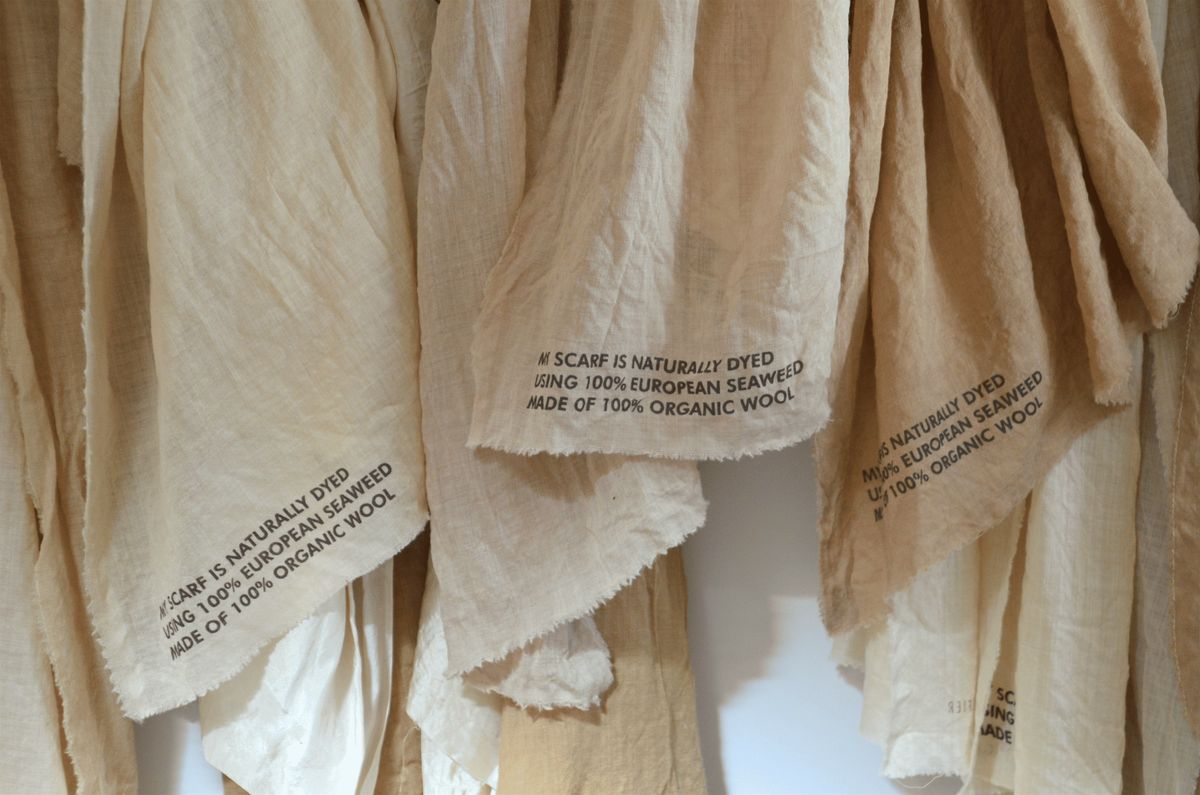 MY SCARF IS NATURALLY DYED
USING 100% EUROPEAN SEAWEED
MADE OF 100% ORGANIC WOOL
MY SCARF IS NATURALLY DYED
USING 100% EUROPEAN SEAWEED
MADE OF 100% ORGANIC WOOL
MY IS NATURALLY DYED
EUROPEAN SEAWEED
100% ORGANIC WOOL